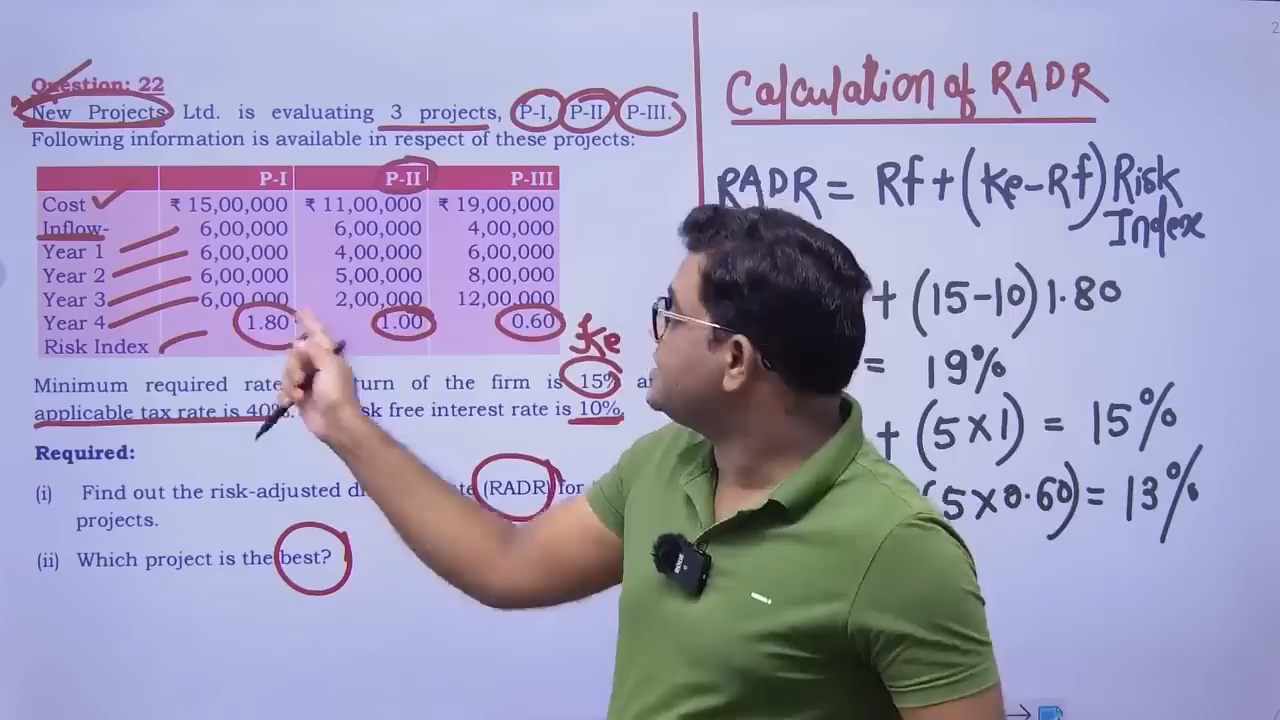 Question: 22
New Projects Ltd. is evaluating 3 projects, P-I, P-II P-III.
Following information is available in respect of these projects:
P-I P-II P-III
Cost ₹ 15,00,000 ₹ 11,00,000 ₹ 19,00,000
Inflow- 6,00,000 6,00,000 4,00,000
Year 1 6,00,000 4,00,000 6,00,000
Year 2 6,00,000 5,00,000 8,00,000
Year 3 6,00,000 2,00,000 12,00,000
Year 4 1.80 1.00 0.60
Risk Index
Ke
Minimum required rate of the firm is 15%
applicable tax rate is 40%. free interest rate is 10%.
Required:
(i) Find out the risk-adjusted (RADR) for
projects.
(ii) Which project is the best?
Calculation of RADR
RADR = Rf + (Ke-Rf) Risk
Index
+ (15-10) 1.80
= 19%
+ (5×1) = 15%
(5×0.60) = 13%